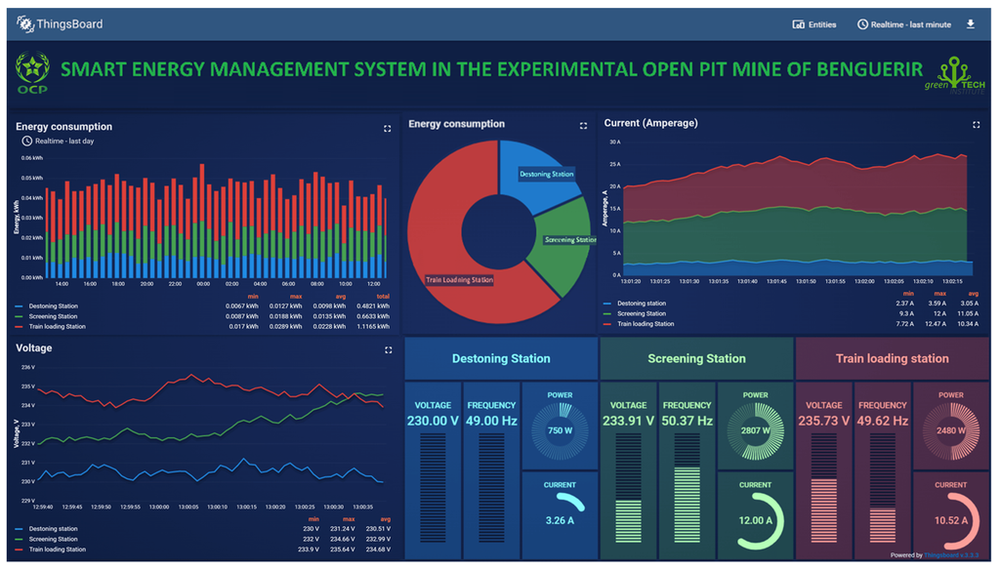 ThingsBoard
Entities
Realtime - last minute
OCP
SMART ENERGY MANAGEMENT SYSTEM IN THE EXPERIMENTAL OPEN PIT MINE OF BENGUERIR
green TECH
INSTITUTE
Energy consumption
Realtime - last day
Energy, kWh
0.06 kWh
0.05 kWh
0.04 kWh
0.03 kWh
0.02 kWh
0.01 kWh
0.00 kWh
14:00 16:00 18:00 20:00 22:00 00:00 02:00 04:00 06:00 08:00 10:00 12:00
min max avg total
Destoning Station 0.0067 kWh 0.0127 kWh 0.0098 kWh 0.4821 kWh
Screening Station 0.0087 kWh 0.0188 kWh 0.0135 kWh 0.6633 kWh
Train loading Station 0.017 kWh 0.0289 kWh 0.0228 kWh 1.1165 kWh
Energy consumption
Destoning Station
Screening Station
Train Loading Station
Current (Amperage)
Amperage, A
30 A
25 A
20 A
15 A
10 A
5 A
0 A
13:01:20 13:01:25 13:01:30 13:01:35 13:01:40 13:01:45 13:01:50 13:01:55 13:02:00 13:02:05 13:02:10 13:02:15
min max avg
Destoning station 2.37 A 3.59 A 3.05 A
Screening Station 9.3 A 12 A 11.05 A
Train loading Station 7.72 A 12.47 A 10.34 A
Voltage
Voltage, V
236 V
235 V
234 V
233 V
232 V
231 V
230 V
229 V
12:59:40 12:59:45 12:59:50 12:59:55 13:00:00 13:00:05 13:00:10 13:00:15 13:00:20 13:00:25 13:00:30 13:00:35
min max avg
Destoning station 230 V 231.24 V 230.51 V
Screening Station 232 V 234.66 V 232.99 V
Train loading Station 233.9 V 235.64 V 234.68 V
Destoning Station
VOLTAGE
230.00 V
FREQUENCY
49.00 Hz
POWER
750 W
CURRENT
3.26 A
Screening Station
VOLTAGE
233.91 V
FREQUENCY
50.37 Hz
POWER
2807 W
CURRENT
12.00 A
Train loading station
VOLTAGE
235.73 V
FREQUENCY
49.62 Hz
POWER
2480 W
CURRENT
10.52 A
Powered by Thingsboard v.3.3.3